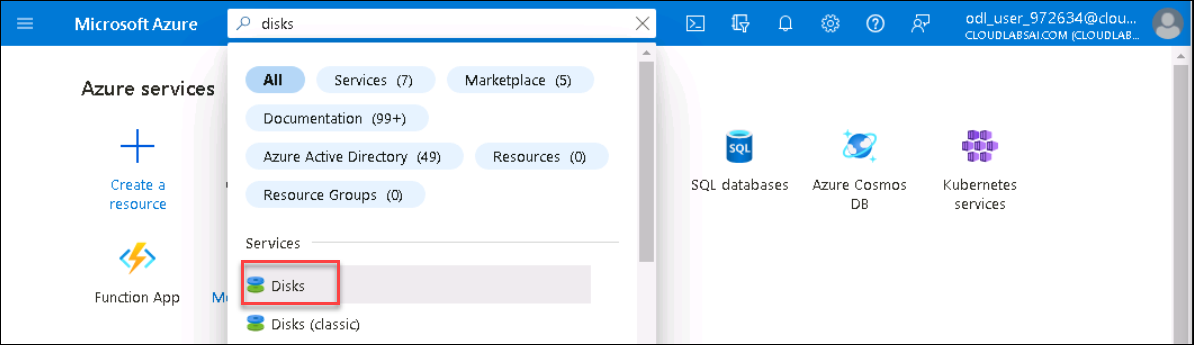 Microsoft Azure
disks
odl_user_972634@clou...
CLOUDLABSAI.COM (CLOUDLAB...
Azure services
All
Services (7)
Marketplace (5)
Documentation (99+)
Azure Active Directory (49)
Resources (0)
Resource Groups (0)
Services
Disks
Disks (classic)
Create a
resource
SQL
SQL databases
Azure Cosmos
DB
Kubernetes
services
Function App